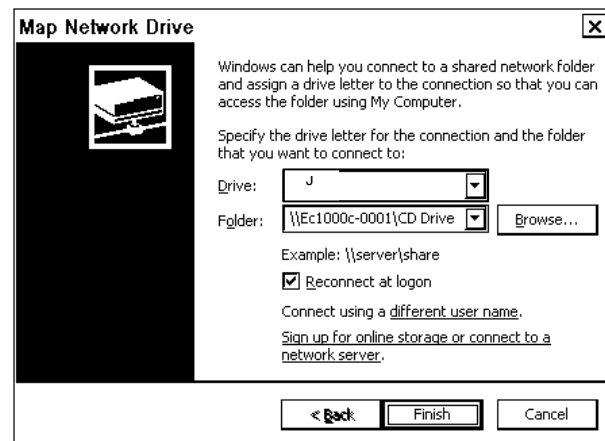 Map Network Drive
Windows can help you connect to a shared network folder
and assign a drive letter to the connection so that you can
access the folder using My Computer.
Specify the drive letter for the connection and the folder
that you want to connect to:
Drive: J
Folder: \\Ec1000c-0001\CD Drive Browse...
Example: \\server\share
Reconnect at logon
Connect using a different user name.
Sign up for online storage or connect to a
network server.
< Back Finish Cancel